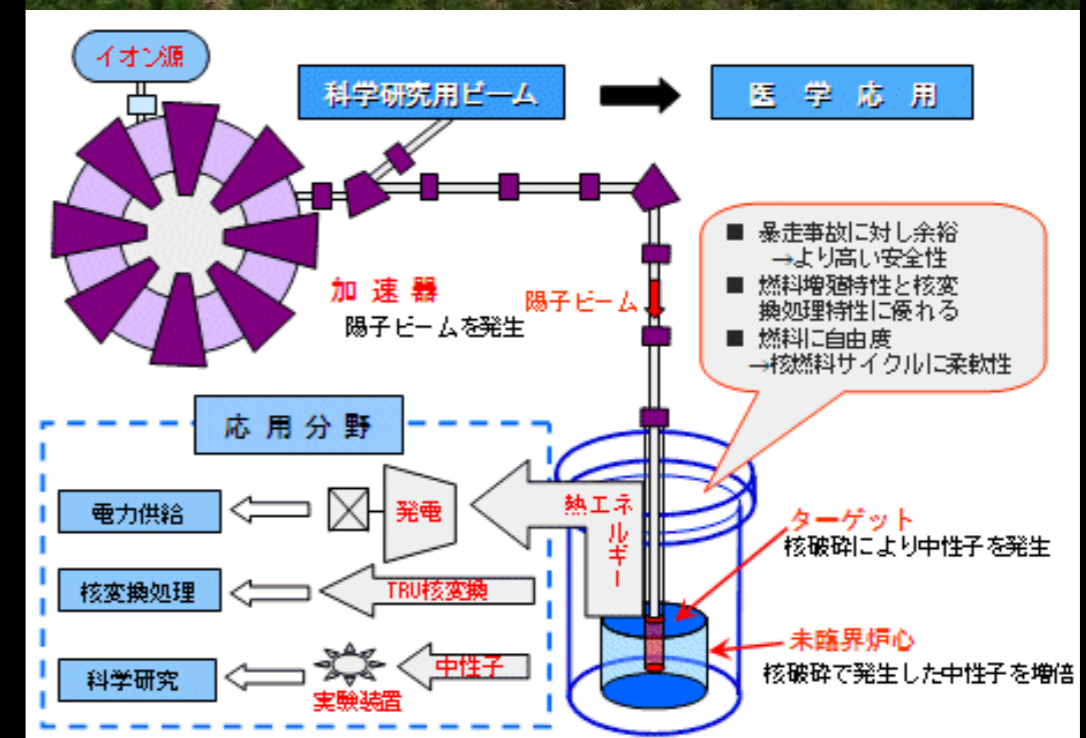 イオン源
科学研究用ビーム
医学応用
加速器
陽子ビームを発生
陽子ビーム
■ 暴走事故に対し余裕
→より高い安全性
■ 燃料増殖特性と核変
換処理特性に優れる
■ 燃料に自由度
→核燃料サイクルに柔軟性
応用分野
電力供給
発電
熱エネ
ルギー
核変換処理
TRU核変換
科学研究
実験装置
中性子
ターゲット
核破砕により中性子を発生
未臨界炉心
核破砕で発生した中性子を増倍